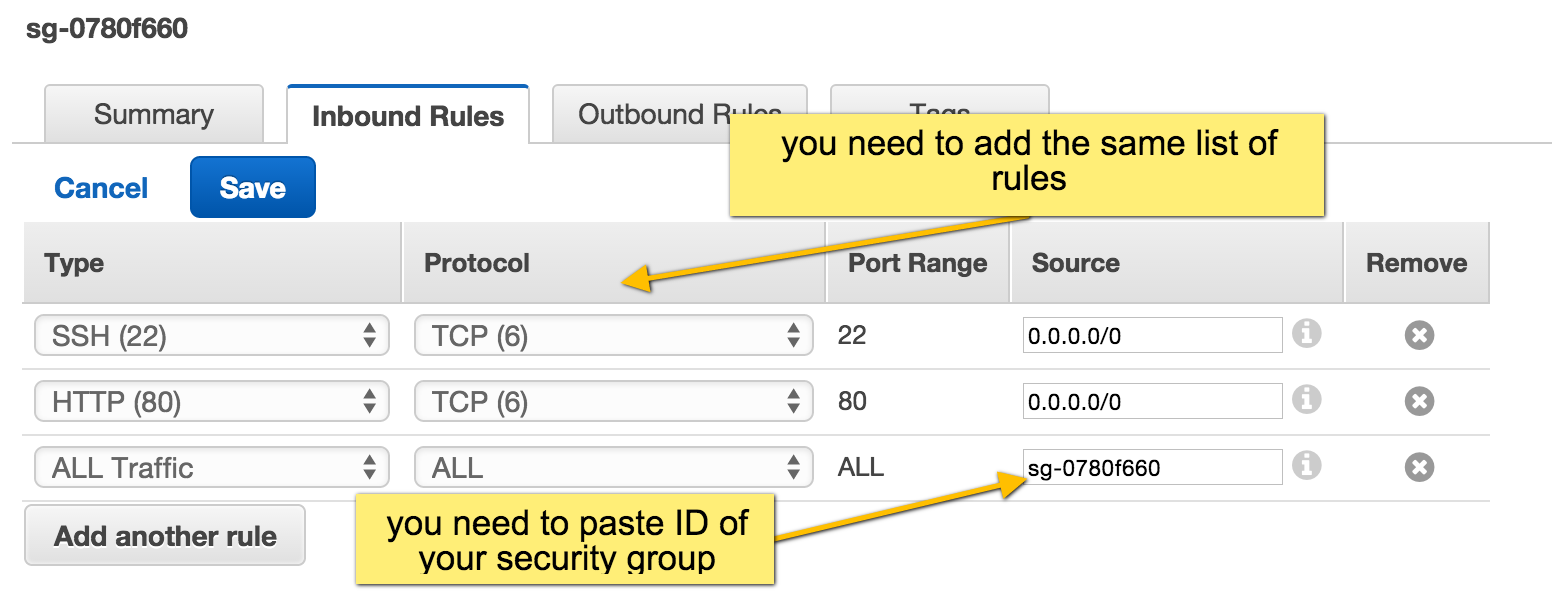 sg-0780f660
Summary
Inbound Rules
Outbound Rules
Tags
you need to add the same list of
rules
Cancel
Save
Type
Protocol
Port Range
Source
Remove
SSH (22)
TCP (6)
22
0.0.0.0/0
HTTP (80)
TCP (6)
80
0.0.0.0/0
ALL Traffic
ALL
ALL
sg-0780f660
Add another rule
you need to paste ID of
your security group